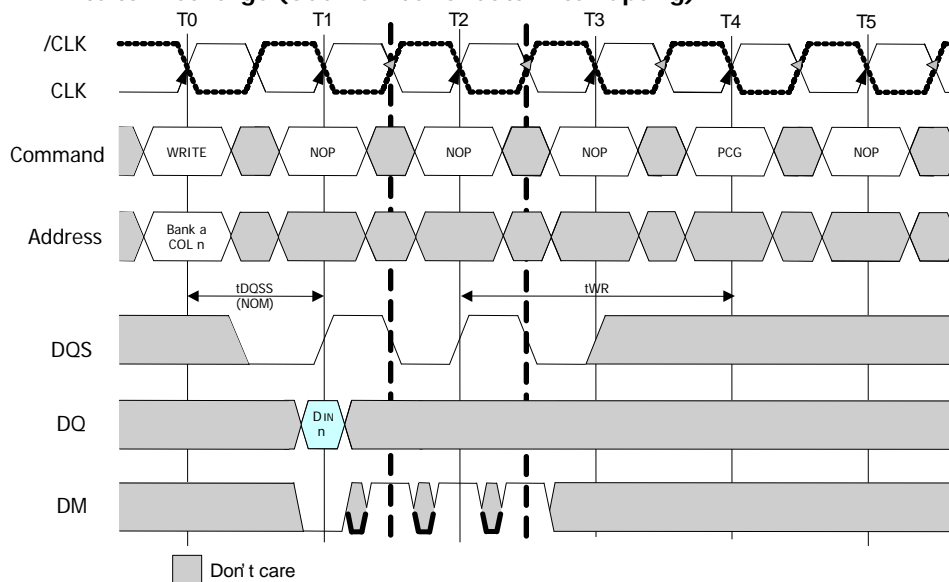 T0 T1 T2 T3 T4 T5
/CLK
CLK
Command WRITE NOP NOP NOP PCG NOP
Address Bank a
COL n
tDQSS
(NOM)
tWR
DQS
DQ DIN
n
DM
Don't care